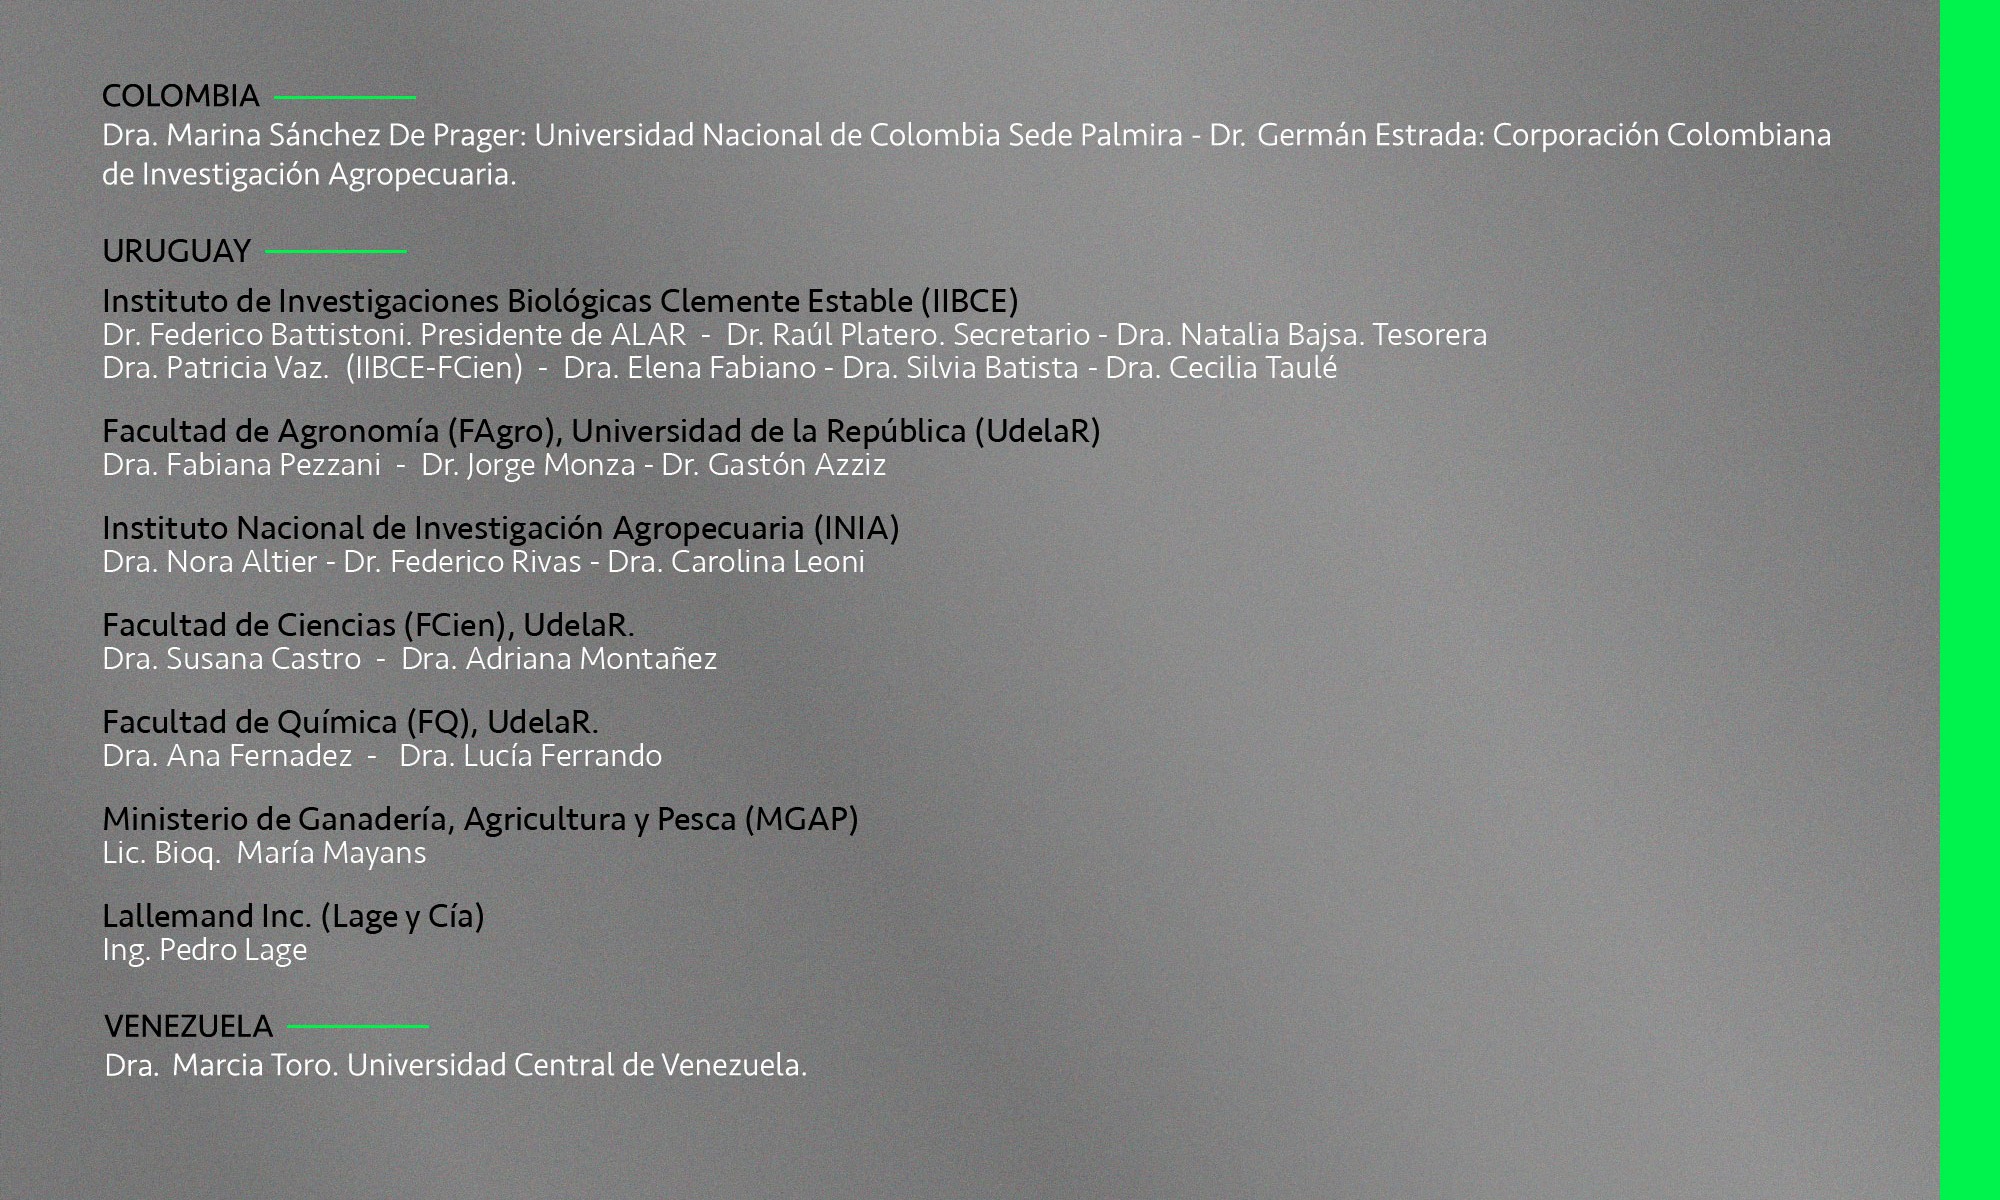 COLOMBIA
Dra. Marina Sánchez De Prager: Universidad Nacional de Colombia Sede Palmira - Dr. Germán Estrada: Corporación Colombiana
de Investigación Agropecuaria.
URUGUAY
Instituto de Investigaciones Biológicas Clemente Estable (IIBCE)
Dr. Federico Battistoni. Presidente de ALAR - Dr. Raúl Platero. Secretario - Dra. Natalia Bajsa. Tesorera
Dra. Patricia Vaz. (IIBCE-FCien) - Dra. Elena Fabiano - Dra. Silvia Batista - Dra. Cecilia Taulé
Facultad de Agronomía (FAgro), Universidad de la República (UdelaR)
Dra. Fabiana Pezzani - Dr. Jorge Monza - Dr. Gastón Azziz
Instituto Nacional de Investigación Agropecuaria (INIA)
Dra. Nora Altier - Dr. Federico Rivas - Dra. Carolina Leoni
Facultad de Ciencias (FCien), UdelaR.
Dra. Susana Castro - Dra. Adriana Montañez
Facultad de Química (FQ), UdelaR.
Dra. Ana Fernadez - Dra. Lucía Ferrando
Ministerio de Ganadería, Agricultura y Pesca (MGAP)
Lic. Bioq. María Mayans
Lallemand Inc. (Lage y Cía)
Ing. Pedro Lage
VENEZUELA
Dra. Marcia Toro. Universidad Central de Venezuela.